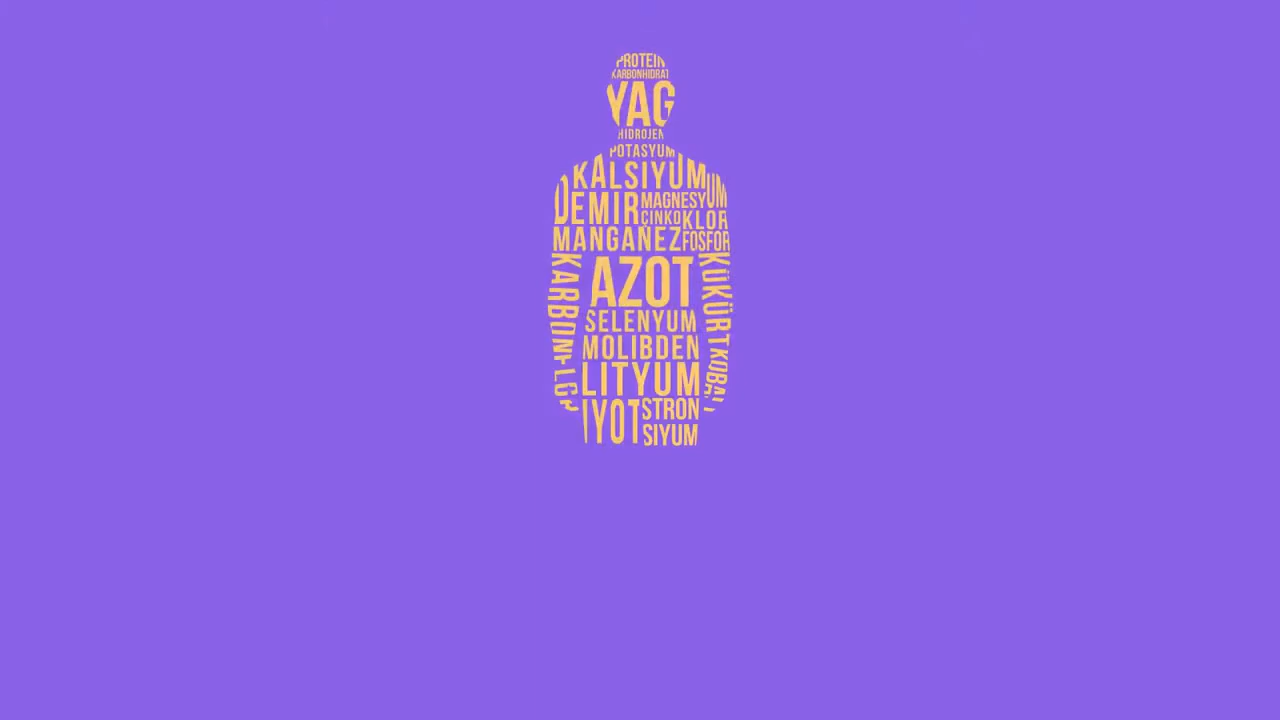 PROTEIN
KARBONHIDRAT
YAG
HIDROJEN
POTASYUM
KALSIYUM
DEMIR MAGNESYUM
ÇINKO KLOR
MANGANEZ FOSFOR
KARBON
AZOT
KÜKÜRT
SELENYUM
MOLIBDEN
LITYUM
IYOT STRON
SIYUM